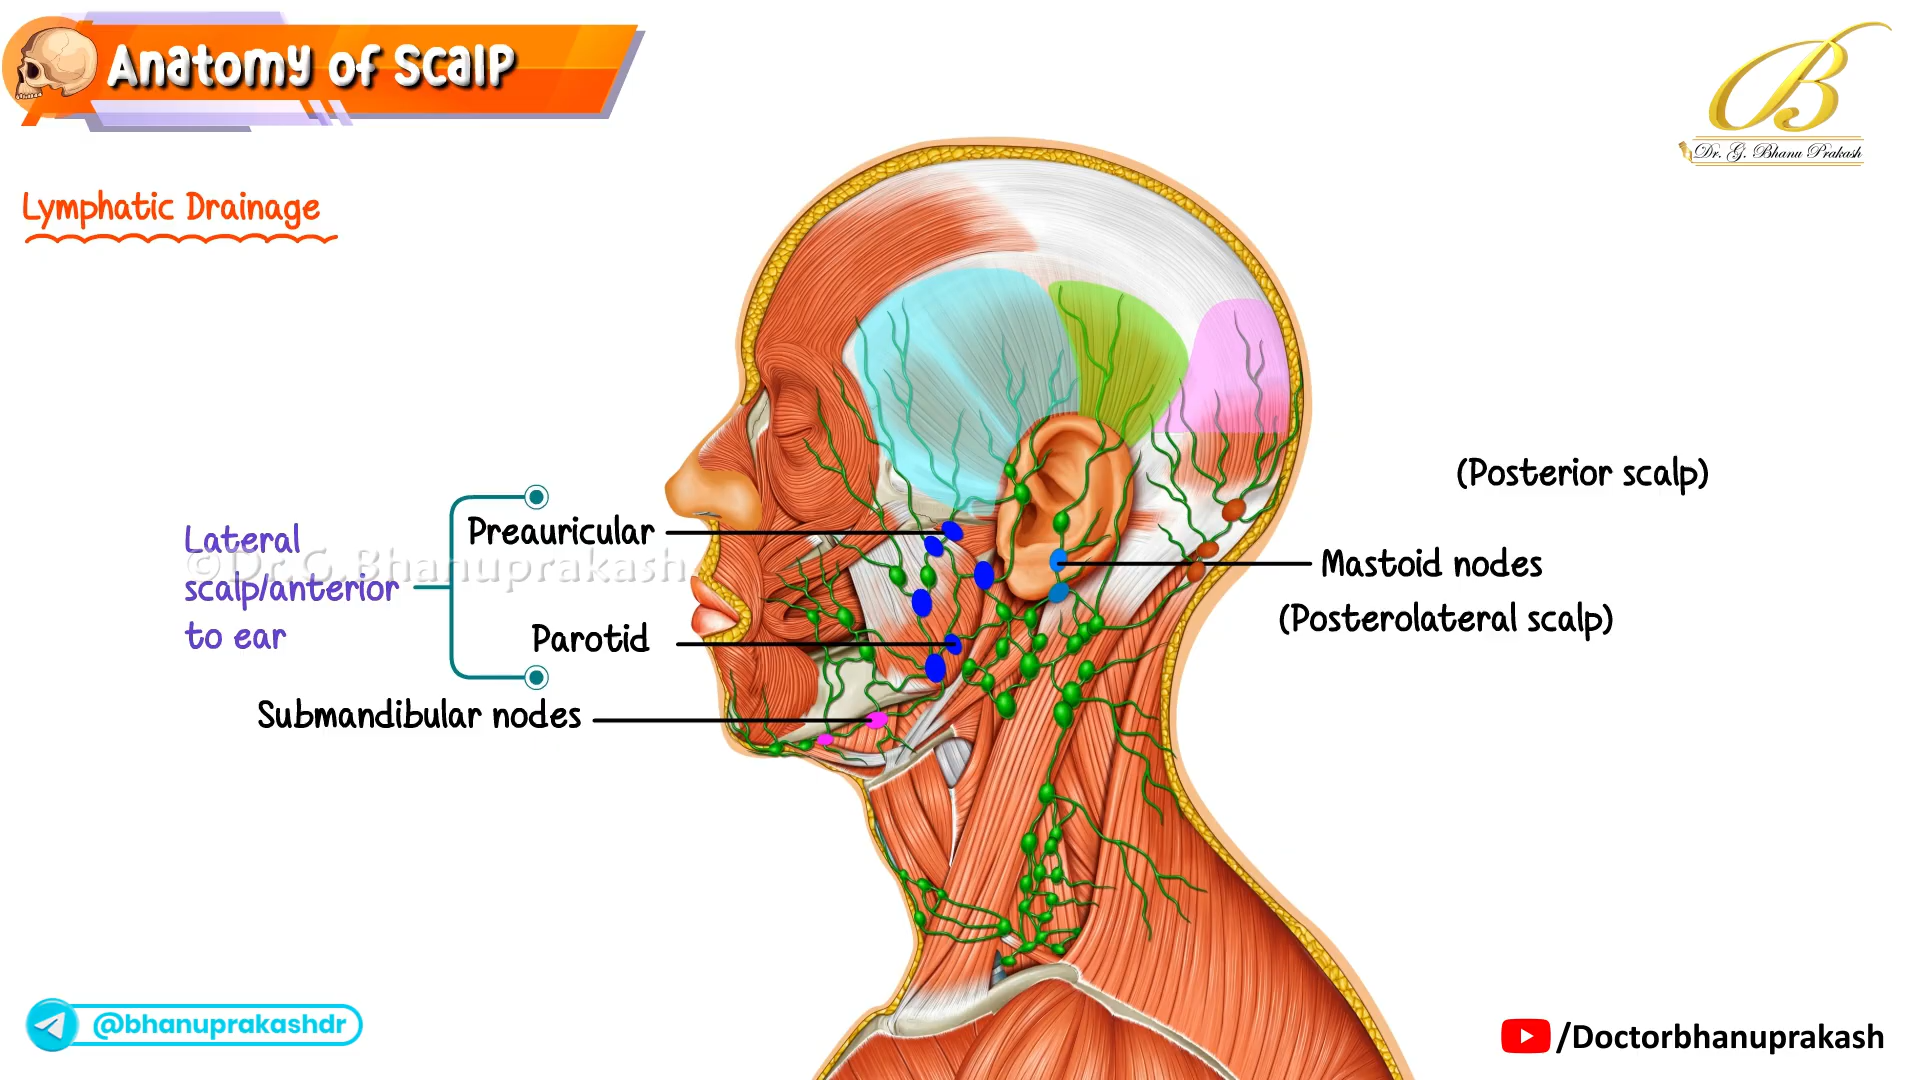 Anatomy of Scalp
B
Dr. G. Bhanu Prakash
Lymphatic Drainage
(Posterior scalp)
Preauricular
Lateral
scalp/anterior
to ear
©Dr.G.Bhanuprakash
Mastoid nodes
(Posterolateral scalp)
Parotid
Submandibular nodes
@bhanuprakashdr
/Doctorbhanuprakash